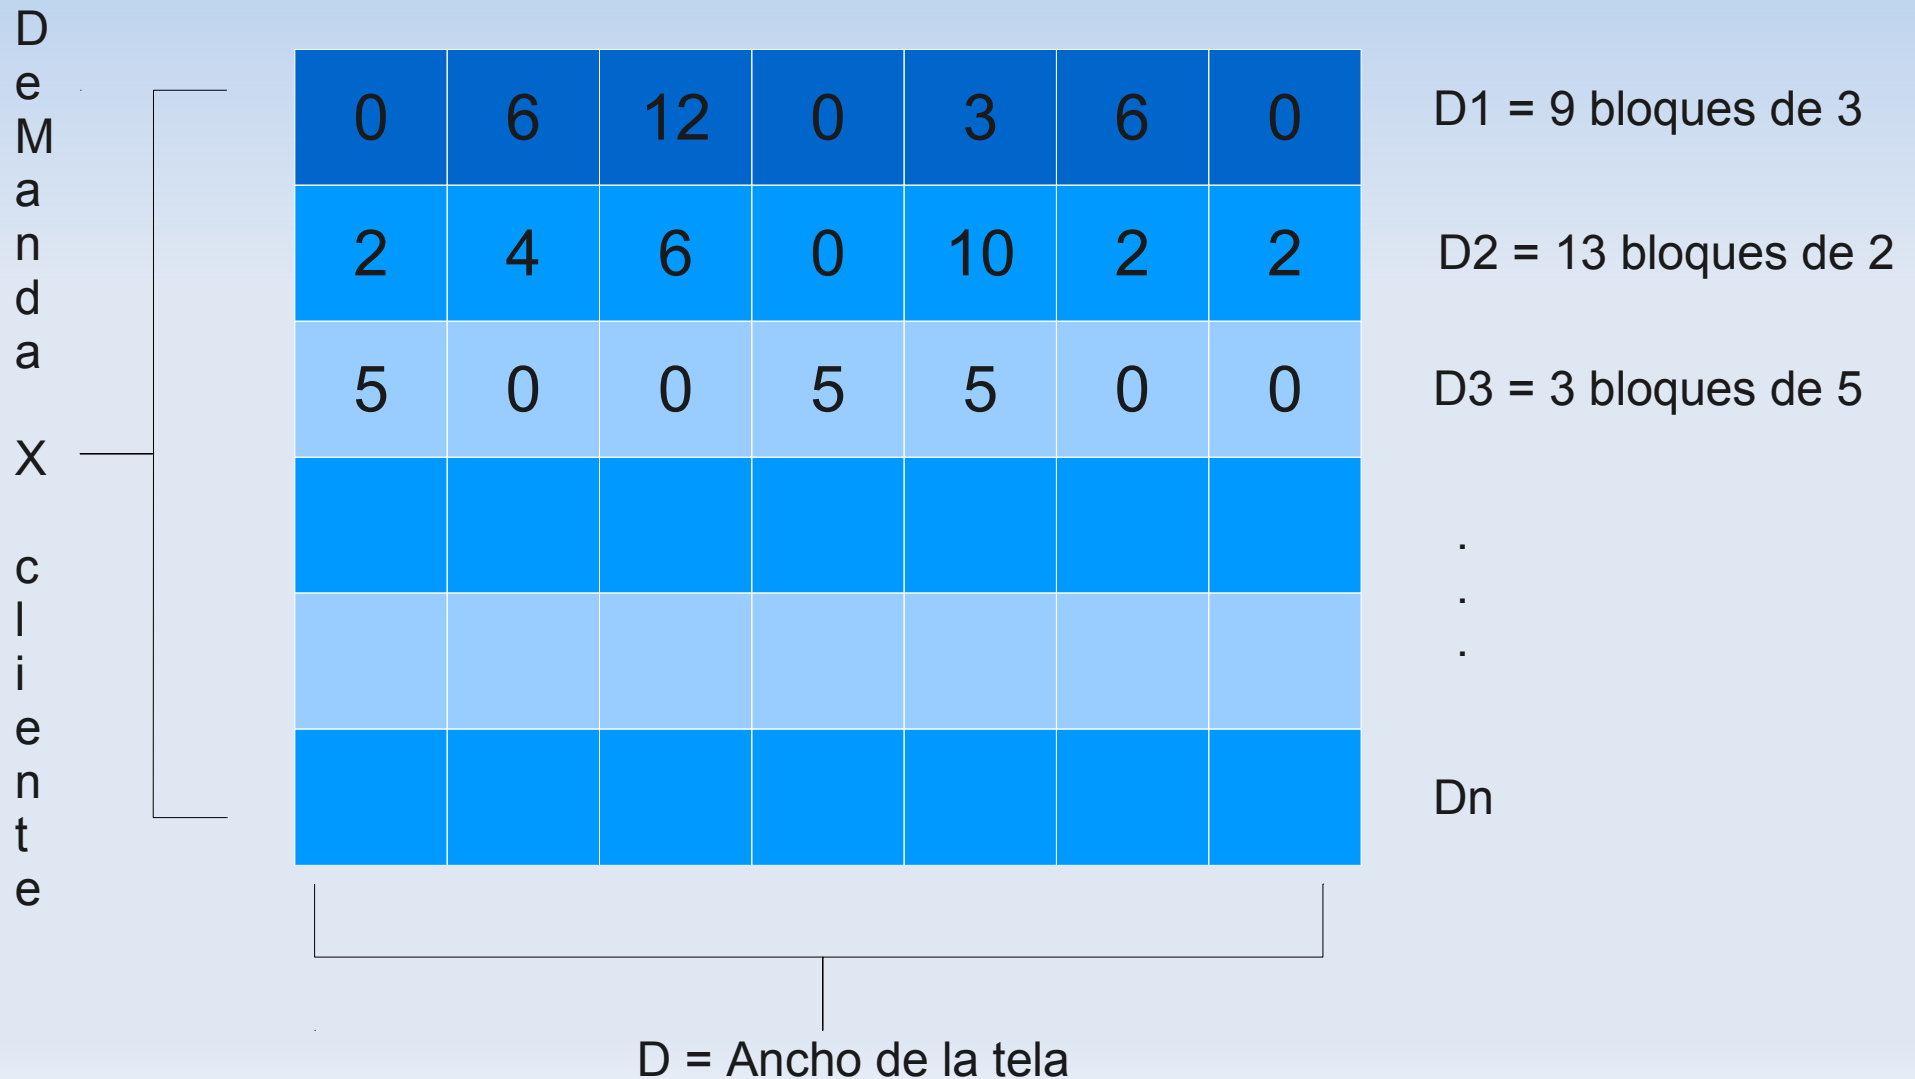 DeManda X cliente
0 6 12 0 3 6 0 D1 = 9 bloques de 3
2 4 6 0 10 2 2 D2 = 13 bloques de 2
5 0 0 5 5 0 0 D3 = 3 bloques de 5
.
.
.
Dn
D = Ancho de la tela